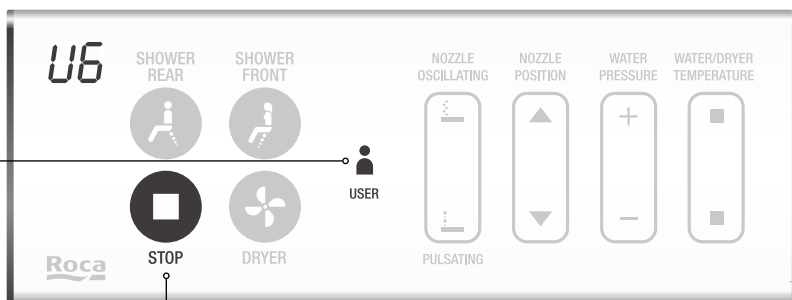 U6
SHOWER
REAR
SHOWER
FRONT
NOZZLE
OSCILLATING
NOZZLE
POSITION
WATER
PRESSURE
WATER/DRYER
TEMPERATURE
USER
STOP
DRYER
PULSATING
Roca